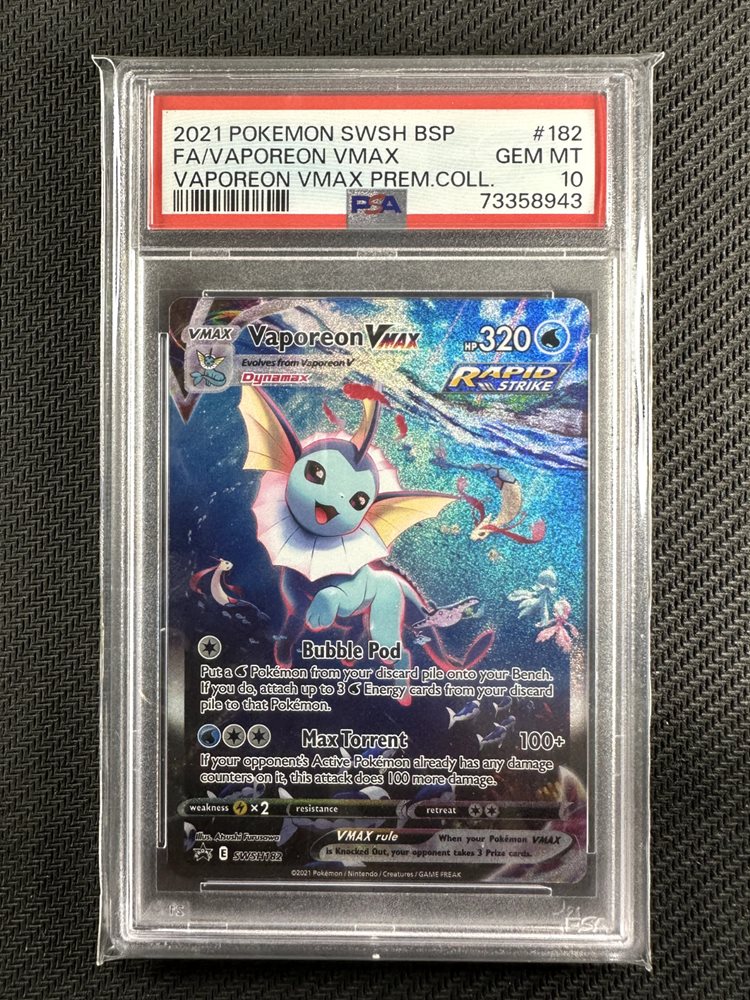 2021 POKEMON SWSH BSP #182
FA/VAPOREON VMAX GEM MT
VAPOREON VMAX PREM.COLL. 10
PSA 73358943
VMAX Vaporeon VMAX HP 320
Evolves from Vaporeon V
Dynamax
RAPID
STRIKE
Bubble Pod
Put a Pokémon from your discard pile onto your Bench.
If you do, attach up to 3 Energy cards from your discard
pile to that Pokémon.
Max Torrent 100+
If your opponent's Active Pokémon already has any damage
counters on it, this attack does 100 more damage.
weakness ×2 resistance retreat
Illus. Atsushi Furusawa
VMAX rule When your Pokémon VMAX
is Knocked Out, your opponent takes 3 Prize cards.
E SWSH182
©2021 Pokémon / Nintendo / Creatures / GAME FREAK